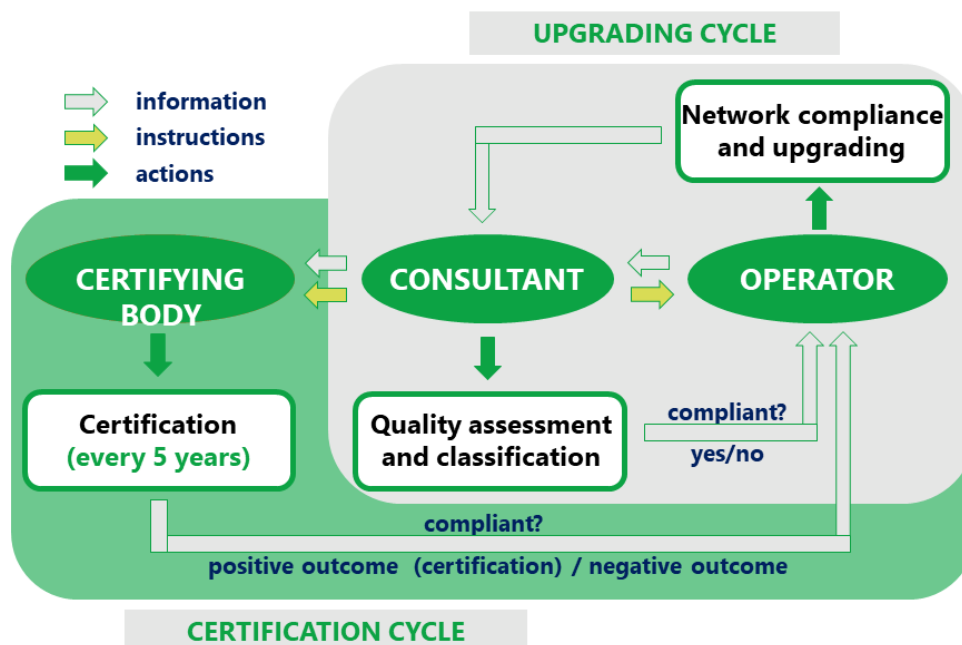 UPGRADING CYCLE
information
instructions
actions
Network compliance
and upgrading
CERTIFYING
BODY
CONSULTANT
OPERATOR
Certification
(every 5 years)
Quality assessment
and classification
compliant?
yes/no
compliant?
positive outcome (certification) / negative outcome
CERTIFICATION CYCLE